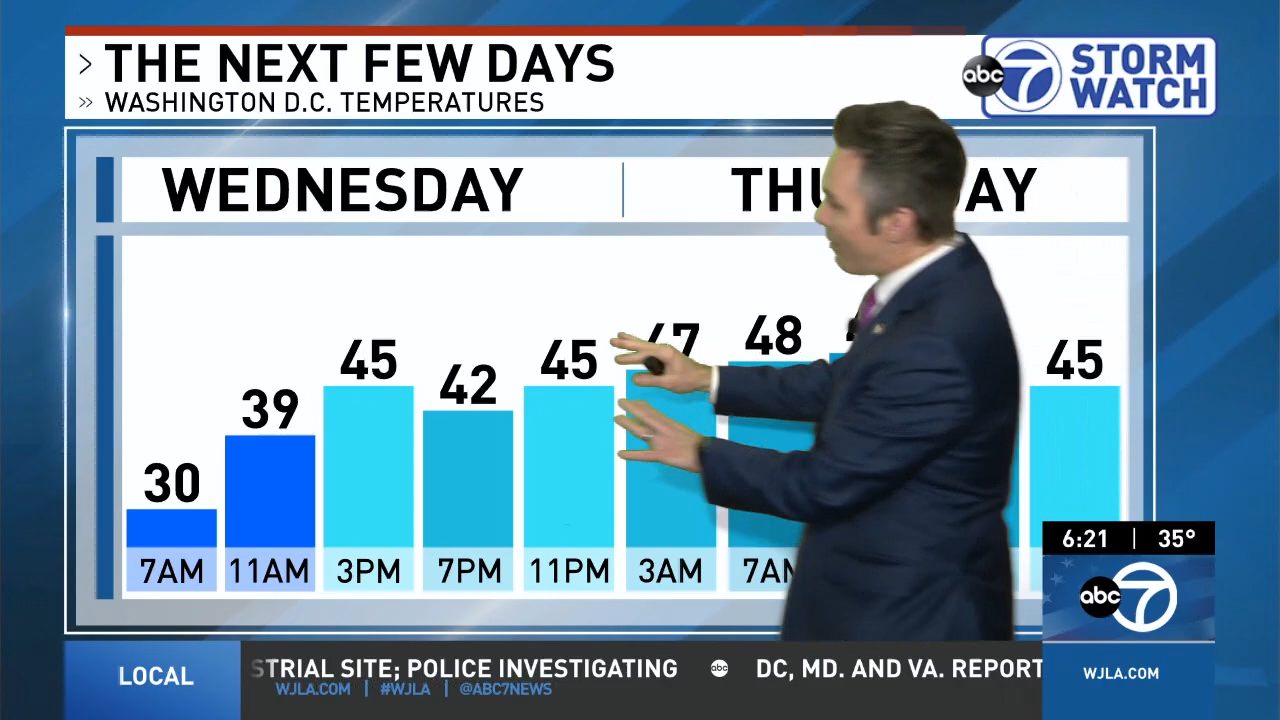 THE NEXT FEW DAYS
WASHINGTON D.C. TEMPERATURES
abc 7 STORM WATCH
WEDNESDAY
30 39 45 42 45 47 48 45
7AM 11AM 3PM 7PM 11PM 3AM
6:21 | 35°
abc 7
LOCAL
SITE; POLICE INVESTIGATING abc DC, MD. AND VA.
WJLA.COM | #WJLA | @ABC7NEWS
WJLA.COM